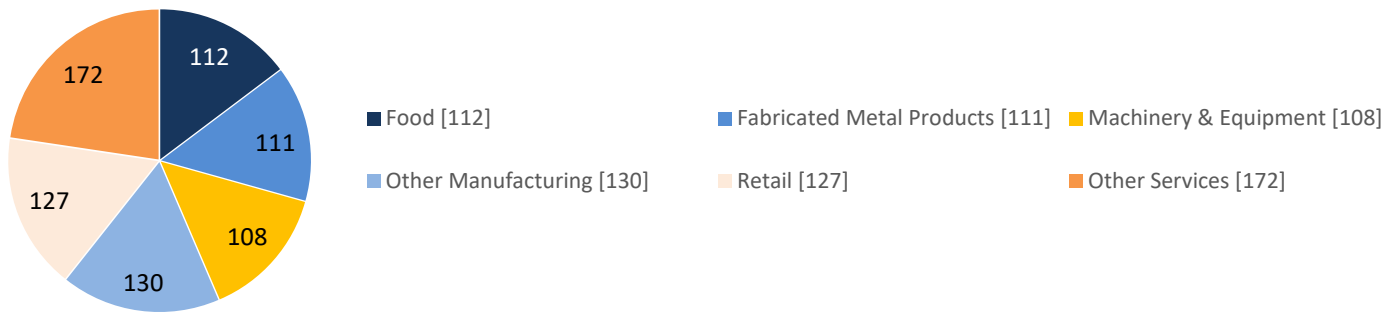 112
111
108
130
127
172
Food [112]
Fabricated Metal Products [111]
Machinery & Equipment [108]
Other Manufacturing [130]
Retail [127]
Other Services [172]